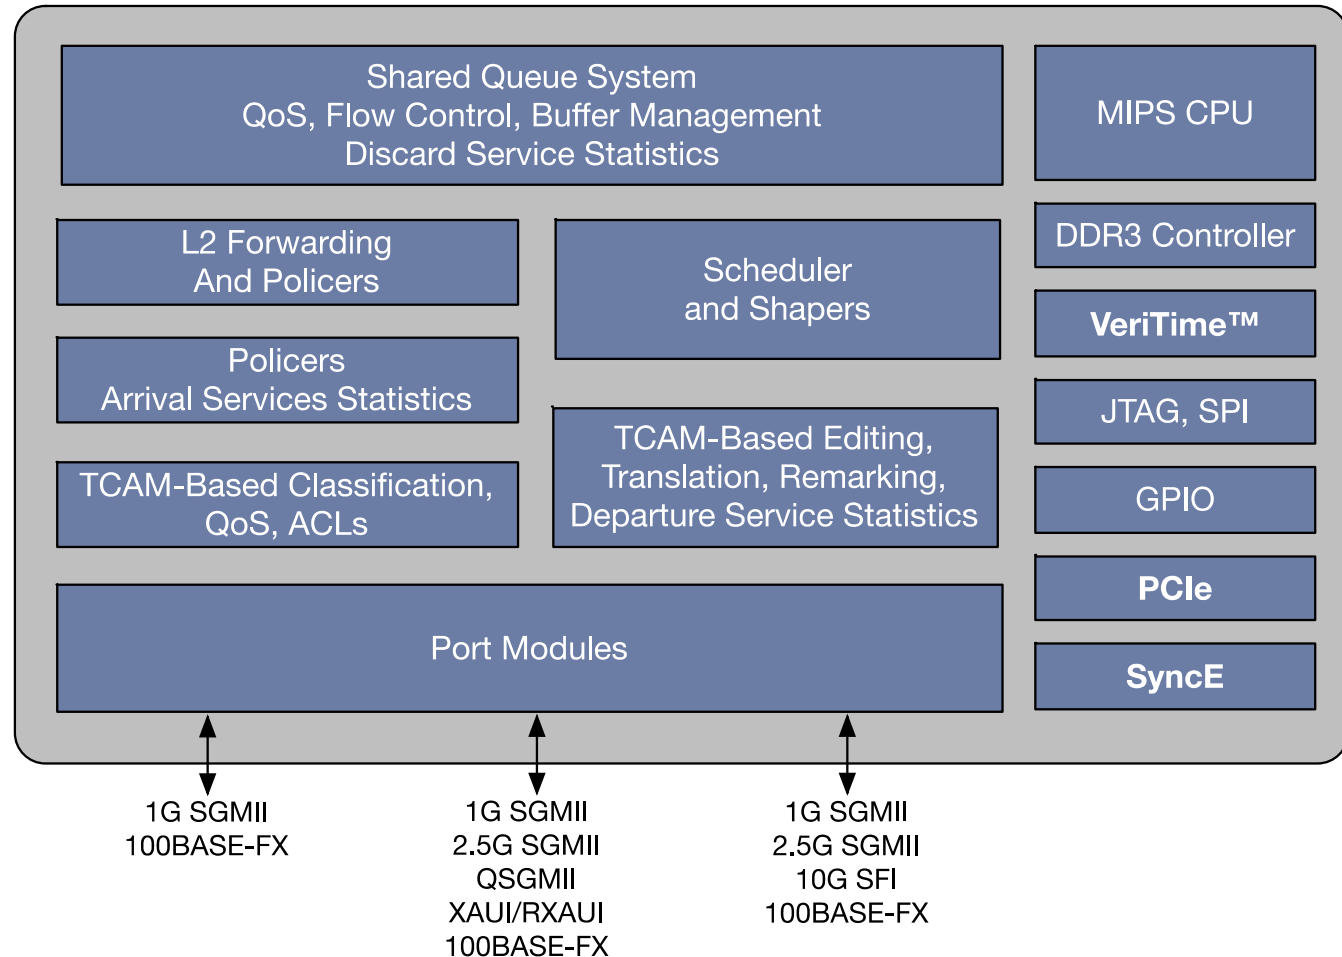 Shared Queue System
QoS, Flow Control, Buffer Management
Discard Service Statistics
MIPS CPU
L2 Forwarding
And Policers
Scheduler
and Shapers
DDR3 Controller
VeriTime™
Policers
Arrival Services Statistics
JTAG, SPI
TCAM-Based Classification,
QoS, ACLs
TCAM-Based Editing,
Translation, Remarking,
Departure Service Statistics
GPIO
PCIe
Port Modules
SyncE
1G SGMII
100BASE-FX
1G SGMII
2.5G SGMII
QSGMII
XAUI/RXAUI
100BASE-FX
1G SGMII
2.5G SGMII
10G SFI
100BASE-FX